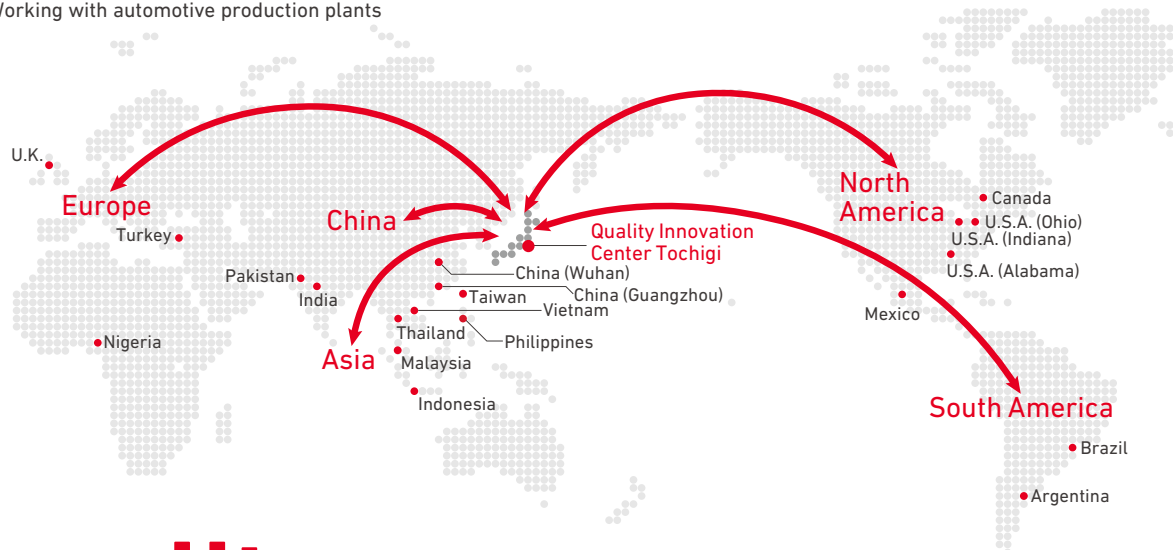 Working with automotive production plants
U.K.
Europe
Turkey
China
Asia
Pakistan
India
Nigeria
Quality Innovation
Center Tochigi
China (Wuhan)
China (Guangzhou)
Taiwan
Vietnam
Thailand
Philippines
Malaysia
Indonesia
North
America
Canada
U.S.A. (Ohio)
U.S.A. (Indiana)
U.S.A. (Alabama)
Mexico
South America
Brazil
Argentina